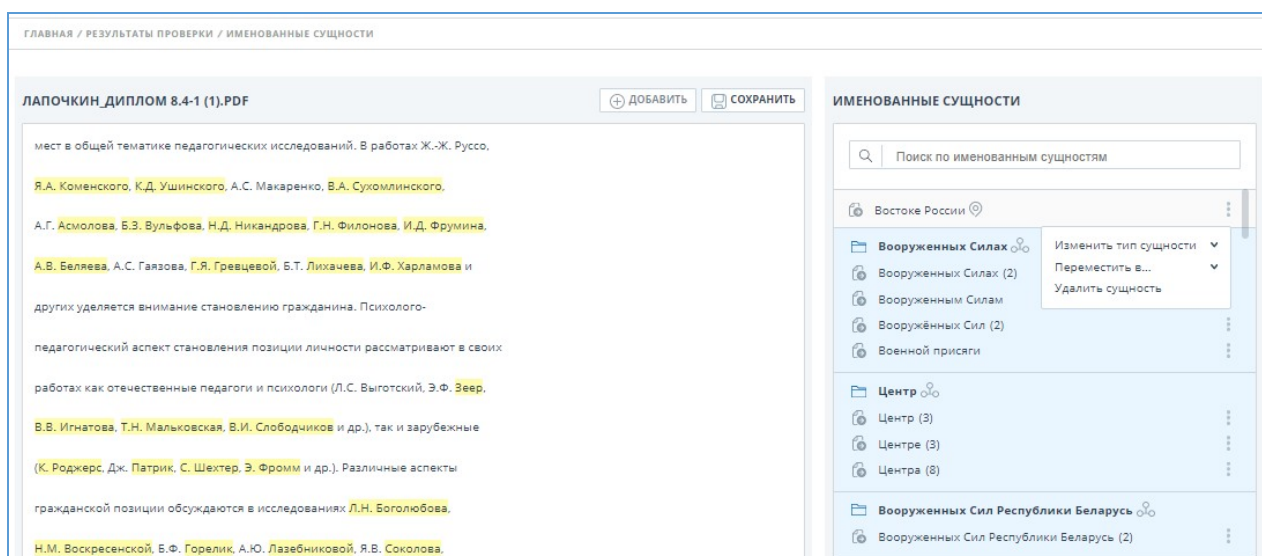 ГЛАВНАЯ / РЕЗУЛЬТАТЫ ПРОВЕРКИ / ИМЕНОВАННЫЕ СУЩНОСТИ
ЛАПОЧКИН_ДИПЛОМ 8.4-1 (1).PDF
ДОБАВИТЬ
СОХРАНИТЬ
мест в общей тематике педагогических исследований. В работах Ж.-Ж. Руссо,
Я.А. Коменского, К.Д. Ушинского, А.С. Макаренко, В.А. Сухомлинского,
А.Г. Асмолова, Б.З. Вульфова, Н.Д. Никандрова, Г.Н. Филонова, И.Д. Фрумина,
А.В. Беляева, А.С. Гаязова, Г.Я. Гревцевой, Б.Т. Лихачева, И.Ф. Харламова и
других уделяется внимание становлению гражданина. Психолого-
педагогический аспект становления позиции личности рассматривают в своих
работах как отечественные педагоги и психологи (Л.С. Выготский, Э.Ф. Зеер,
В.В. Игнатова, Т.Н. Мальковская, В.И. Слободчиков и др.), так и зарубежные
(К. Роджерс, Дж. Патрик, С. Шехтер, Э. Фромм и др.). Различные аспекты
гражданской позиции обсуждаются в исследованиях Л.Н. Боголюбова,
Н.М. Воскресенской, Б.Ф. Горелик, А.Ю. Лазебниковой, Я.В. Соколова,
ИМЕНОВАННЫЕ СУЩНОСТИ
Поиск по именованным сущностям
Востоке России
Вооруженных Силах
Вооруженных Силах (2)
Вооруженным Силам
Вооружённых Сил (2)
Военной присяги
Изменить тип сущности
Переместить в...
Удалить сущность
Центр
Центр (3)
Центре (3)
Центра (8)
Вооруженных Сил Республики Беларусь
Вооруженных Сил Республики Беларусь (2)